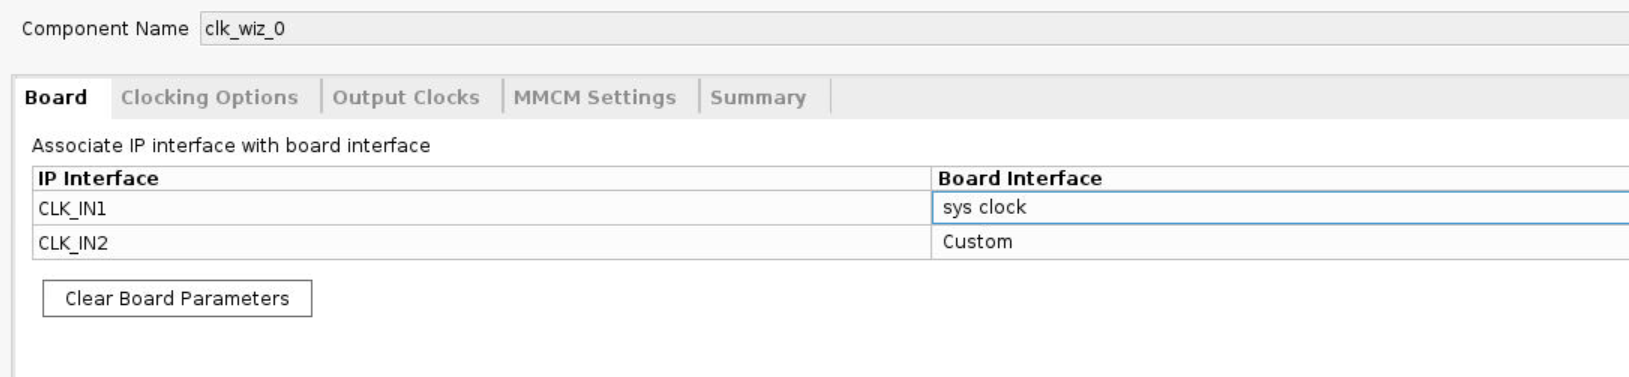 Component Name clk_wiz_0
Board Clocking Options Output Clocks MMCM Settings Summary
Associate IP interface with board interface
IP Interface Board Interface
CLK_IN1 sys clock
CLK_IN2 Custom
Clear Board Parameters